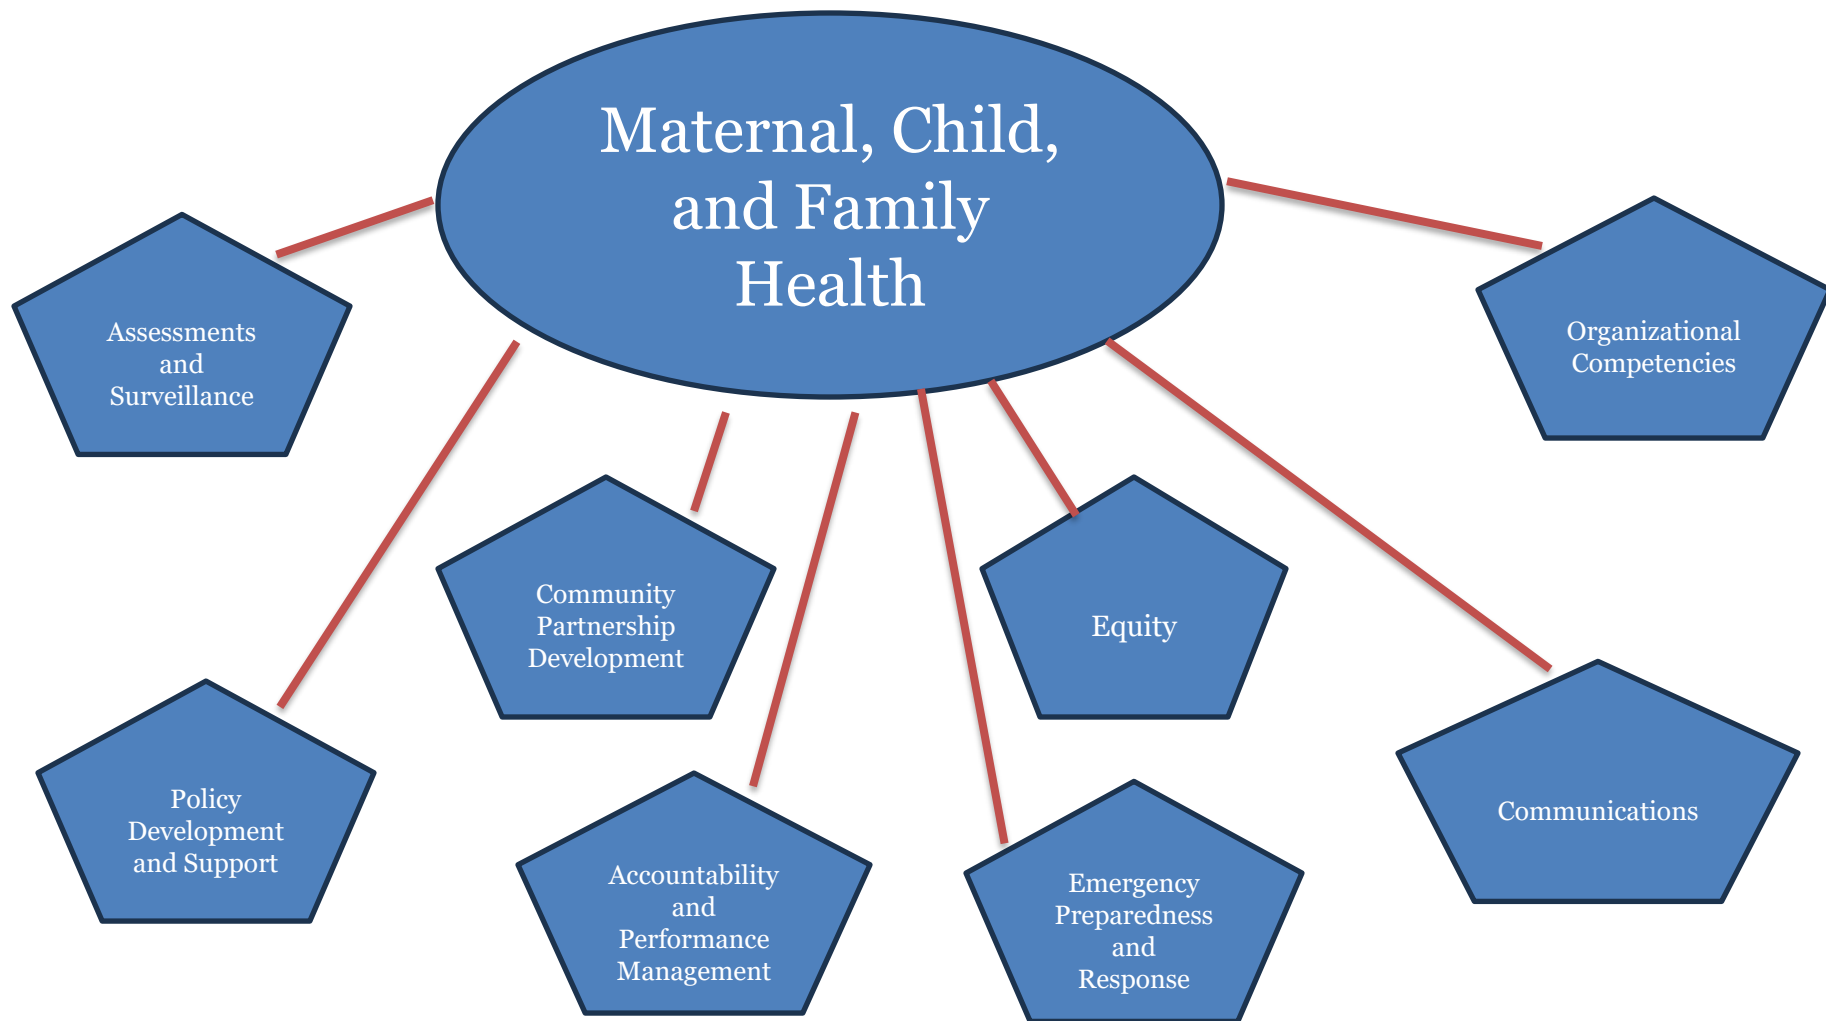 Maternal, Child,
and Family
Health
Assessments
and
Surveillance
Organizational
Competencies
Community
Partnership
Development
Equity
Policy
Development
and Support
Communications
Accountability
and
Performance
Management
Emergency
Preparedness
and
Response